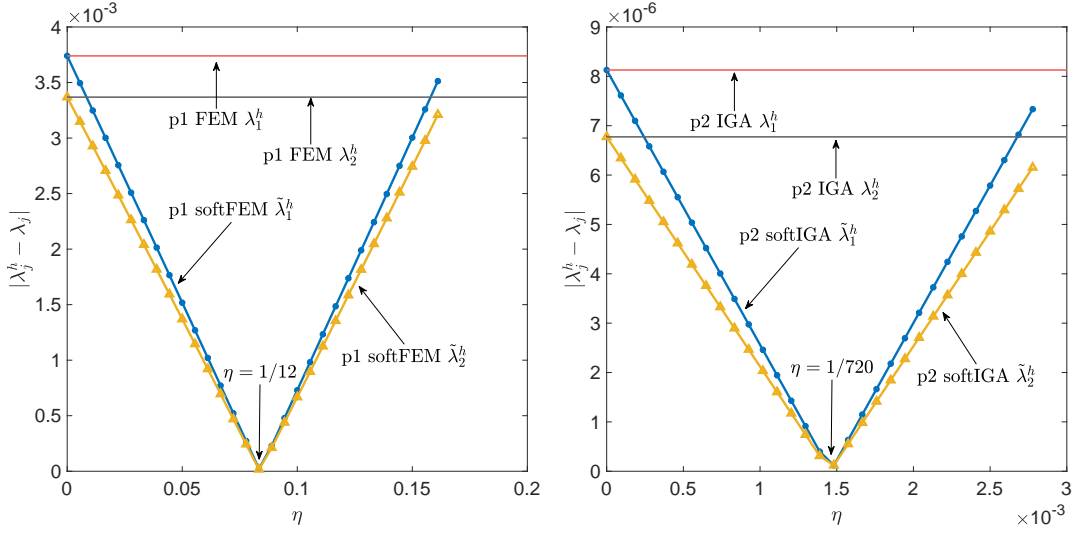 ×10⁻³
4
3.5
3
2.5
2
1.5
1
0.5
0
0
0.05
0.1
0.15
0.2
η
|λ_j^h − λ_j|
p1 FEM λ_1^h
p1 FEM λ_2^h
p1 softFEM λ̃_1^h
η = 1/12
p1 softFEM λ̃_2^h
×10⁻⁶
9
8
7
6
5
4
3
2
1
0
0
0.5
1
1.5
2
2.5
3
×10⁻³
η
|λ_j^h − λ_j|
p2 IGA λ_1^h
p2 IGA λ_2^h
p2 softIGA λ̃_1^h
η = 1/720
p2 softIGA λ̃_2^h